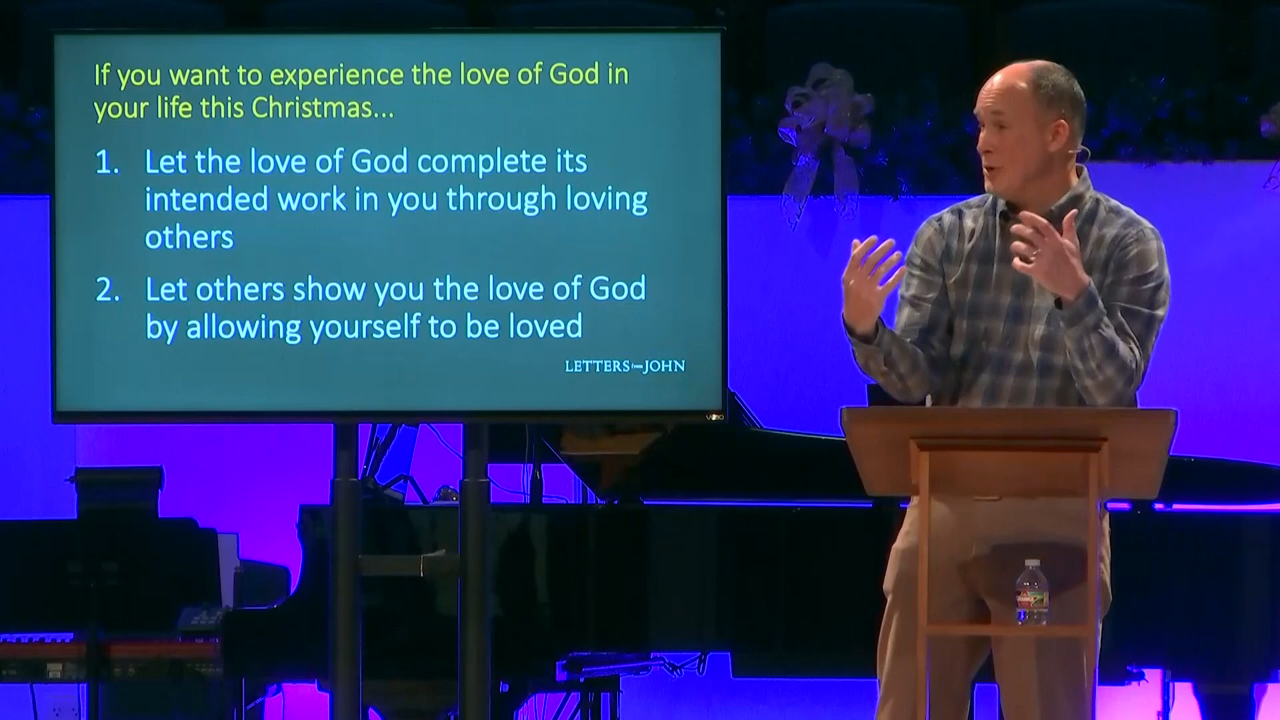 If you want to experience the love of God in
your life this Christmas...
1. Let the love of God complete its
intended work in you through loving
others
2. Let others show you the love of God
by allowing yourself to be loved
LETTERS from JOHN
VIZIO